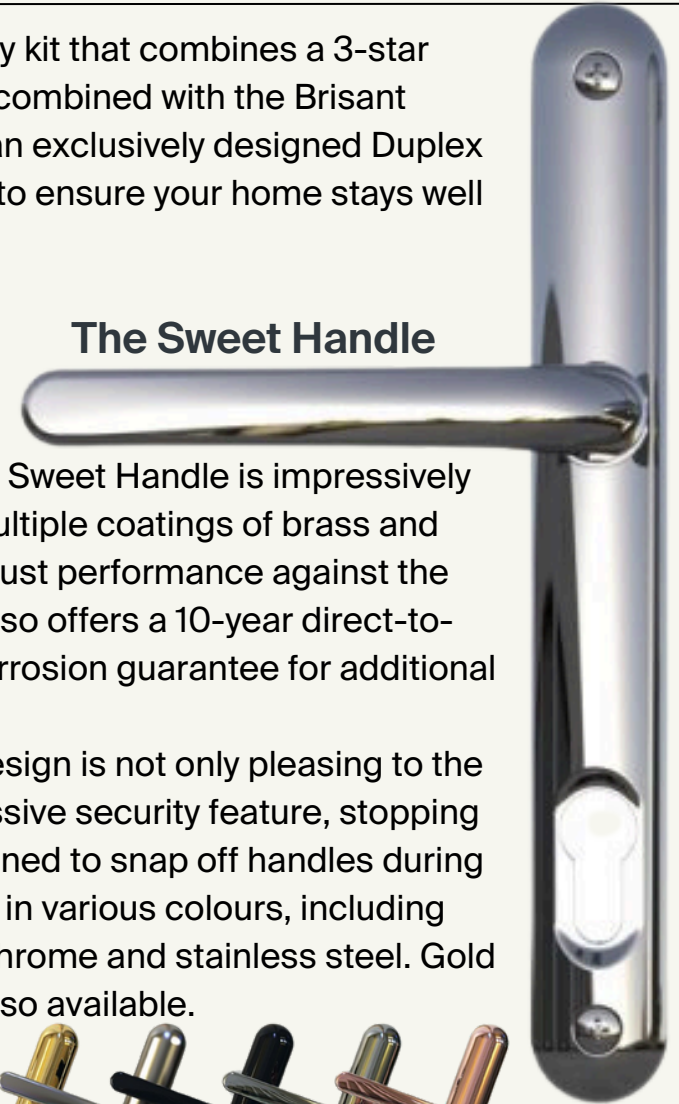 y kit that combines a 3-star
combined with the Brisant
an exclusively designed Duplex
to ensure your home stays well
The Sweet Handle
Sweet Handle is impressively
ultiple coatings of brass and
ust performance against the
so offers a 10-year direct-to-
rrosion guarantee for additional
esign is not only pleasing to the
ssive security feature, stopping
ned to snap off handles during
in various colours, including
hrome and stainless steel. Gold
so available.